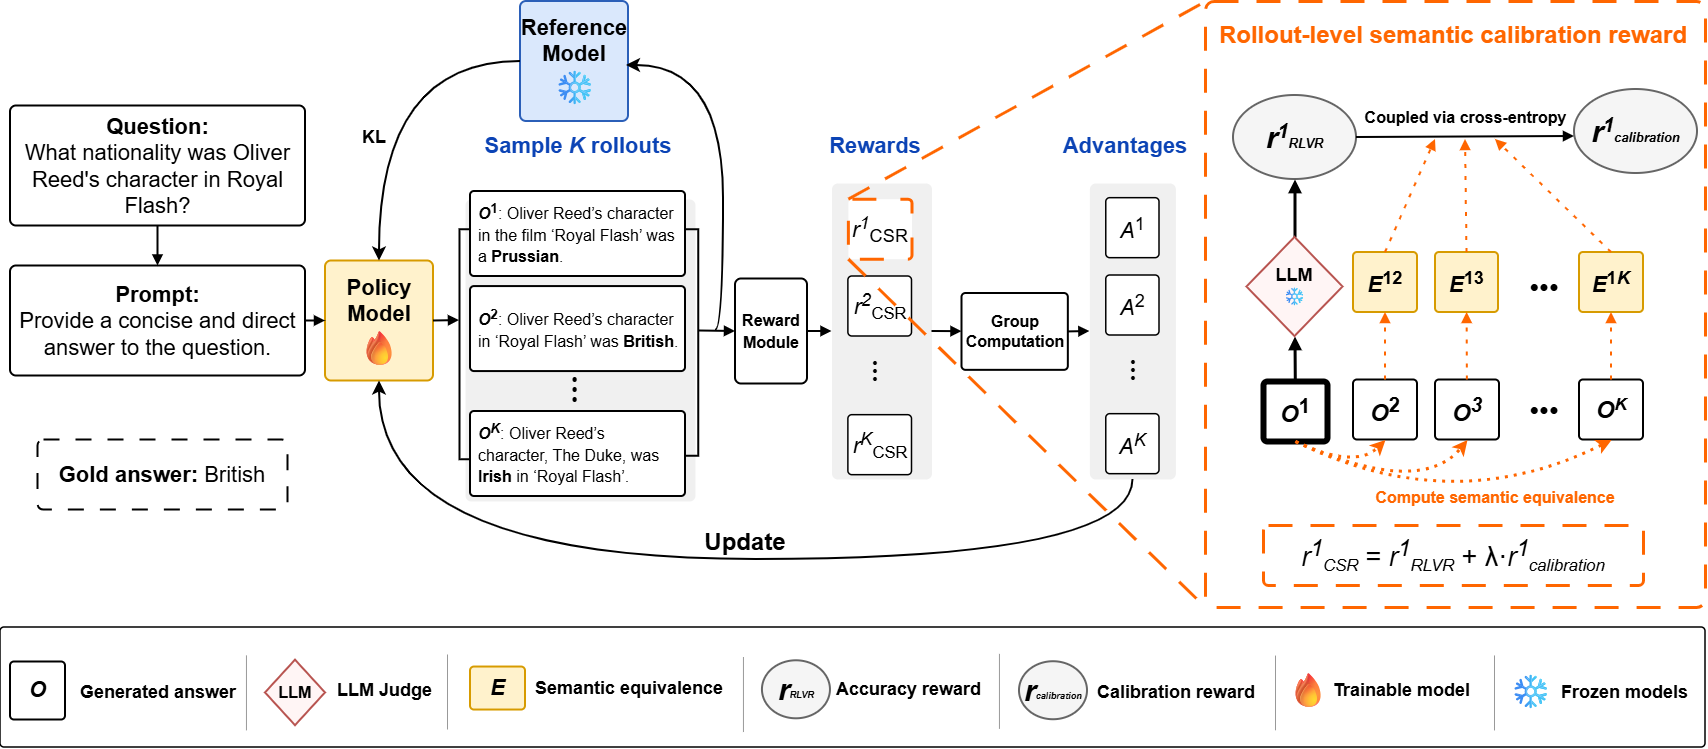 Reference
Model
Rollout-level semantic calibration reward
Question:
What nationality was Oliver
Reed's character in Royal
Flash?
KL
Sample K rollouts
Rewards
Advantages
r¹RLVR
Coupled via cross-entropy
r¹calibration
Prompt:
Provide a concise and direct
answer to the question.
Policy
Model
O¹: Oliver Reed’s character
in the film ‘Royal Flash’ was
a Prussian.
O²: Oliver Reed’s character
in ‘Royal Flash’ was British.
⋮
Oᴷ: Oliver Reed’s
character, The Duke, was
Irish in ‘Royal Flash’.
Reward
Module
r¹CSR
r²CSR
⋮
rᴷCSR
Group
Computation
A¹
A²
⋮
Aᴷ
LLM
E¹²
E¹³
•••
E¹ᴷ
O¹
O²
O³
•••
Oᴷ
Compute semantic equivalence
r¹CSR = r¹RLVR + λ·r¹calibration
Gold answer: British
Update
O
Generated answer
LLM
LLM Judge
E
Semantic equivalence
rRLVR
Accuracy reward
rcalibration
Calibration reward
Trainable model
Frozen models